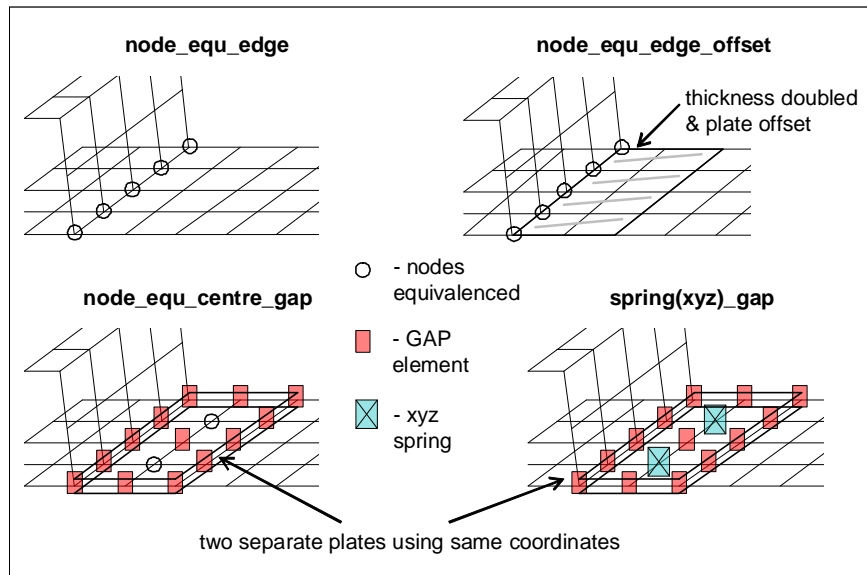 node_equ_edge
node_equ_edge_offset
thickness doubled
& plate offset
- nodes
equivalenced
node_equ_centre_gap
spring(xyz)_gap
- GAP
element
- xyz
spring
two separate plates using same coordinates